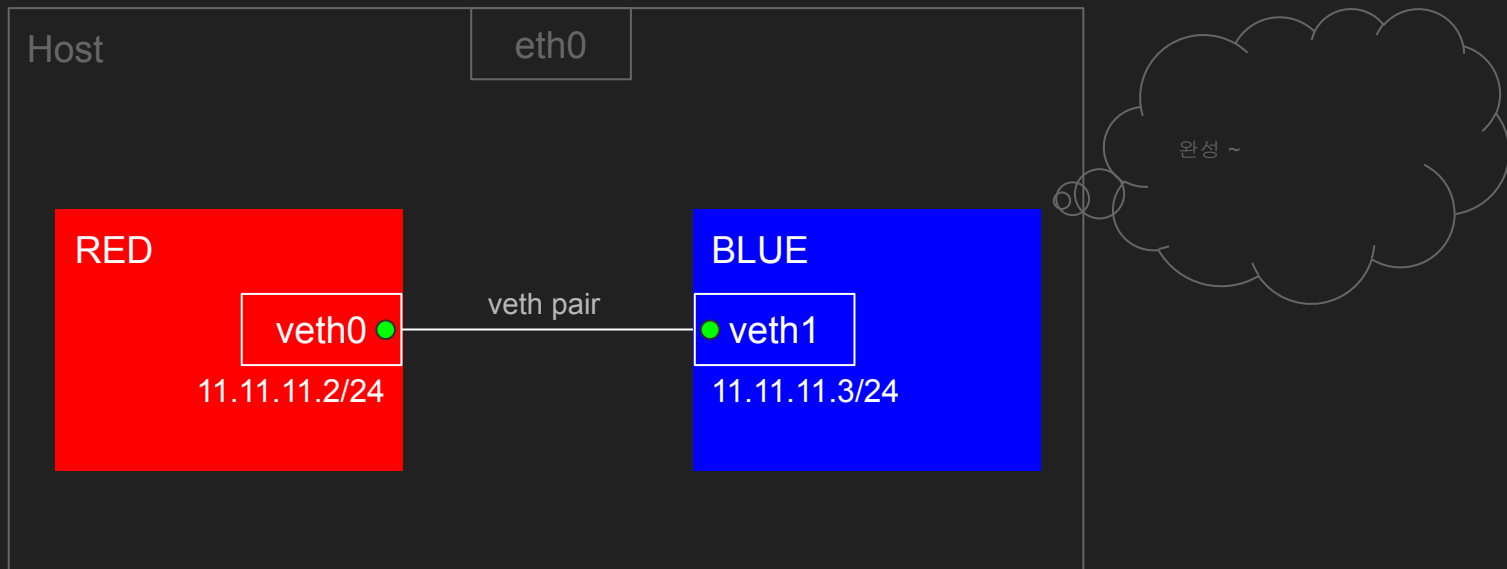 Host
eth0
완성 ~
RED
BLUE
veth pair
veth0
veth1
11.11.11.2/24
11.11.11.3/24